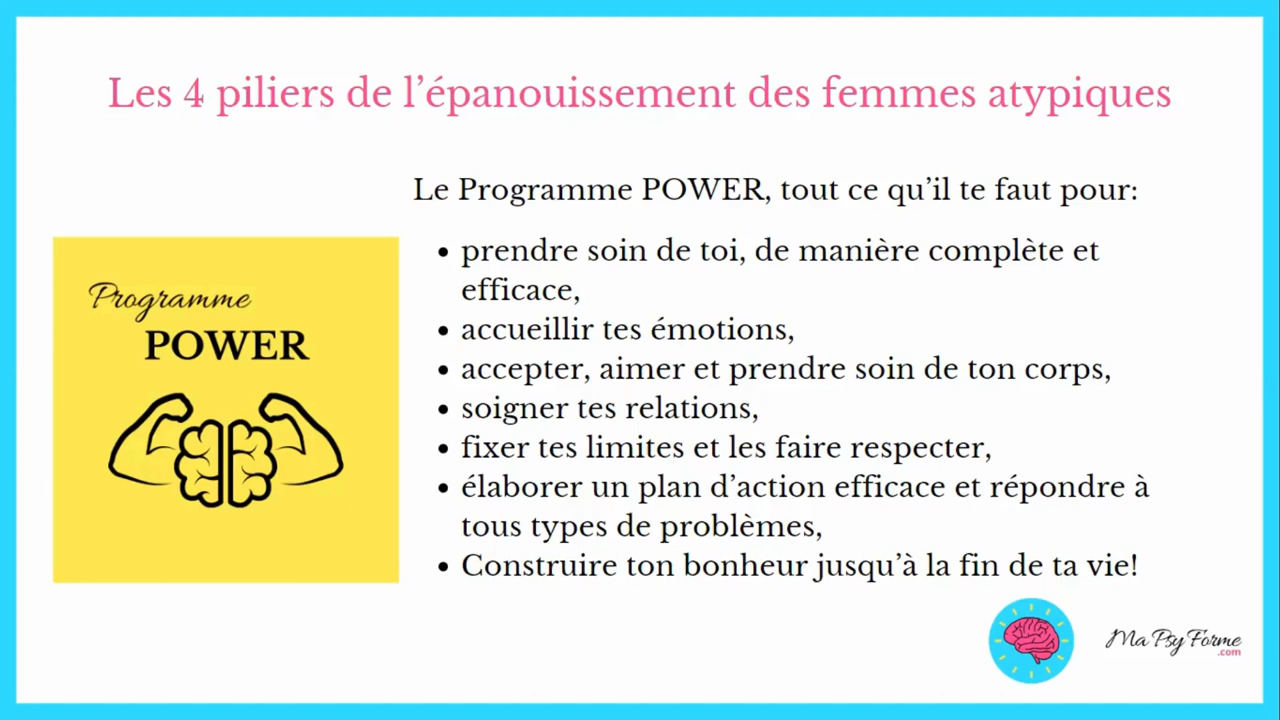 Les 4 piliers de l’épanouissement des femmes atypiques
Le Programme POWER, tout ce qu’il te faut pour:
• prendre soin de toi, de manière complète et
efficace,
• accueillir tes émotions,
• accepter, aimer et prendre soin de ton corps,
• soigner tes relations,
• fixer tes limites et les faire respecter,
• élaborer un plan d’action efficace et répondre à
tous types de problèmes,
• Construire ton bonheur jusqu’à la fin de ta vie!
Programme
POWER
Ma Psy Forme
.com